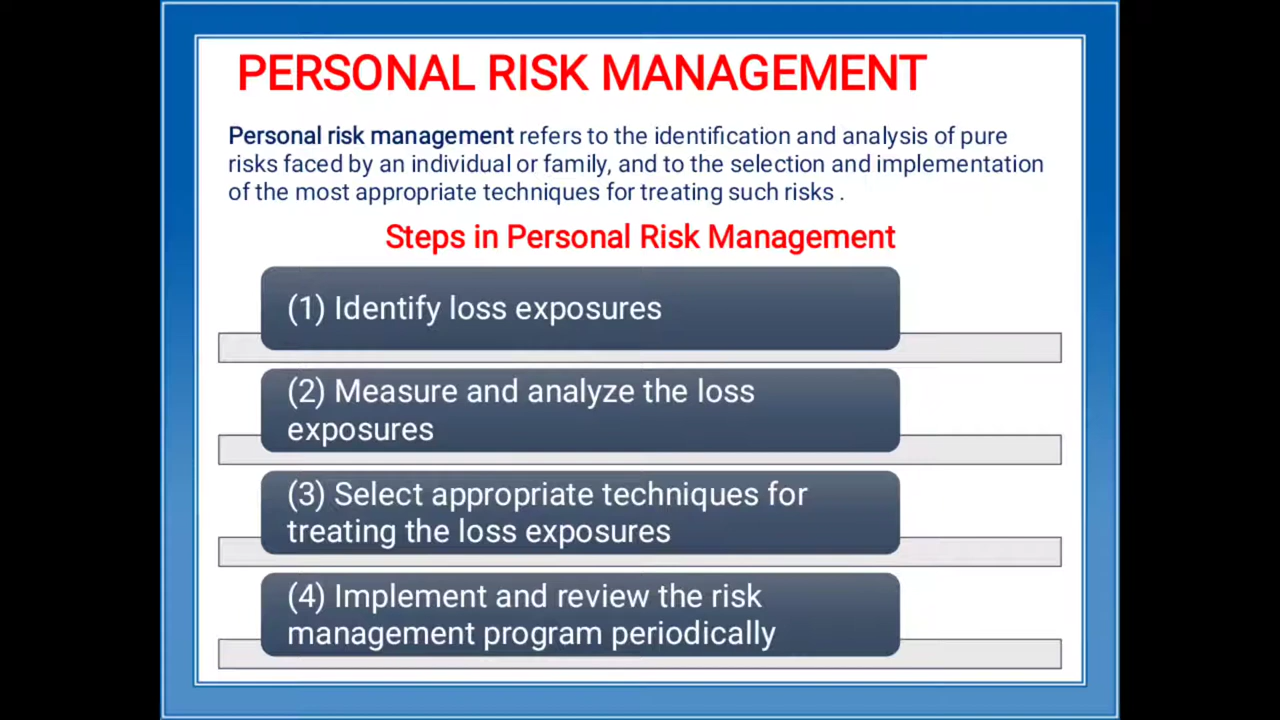 PERSONAL RISK MANAGEMENT
Personal risk management refers to the identification and analysis of pure
risks faced by an individual or family, and to the selection and implementation
of the most appropriate techniques for treating such risks .
Steps in Personal Risk Management
(1) Identify loss exposures
(2) Measure and analyze the loss
exposures
(3) Select appropriate techniques for
treating the loss exposures
(4) Implement and review the risk
management program periodically